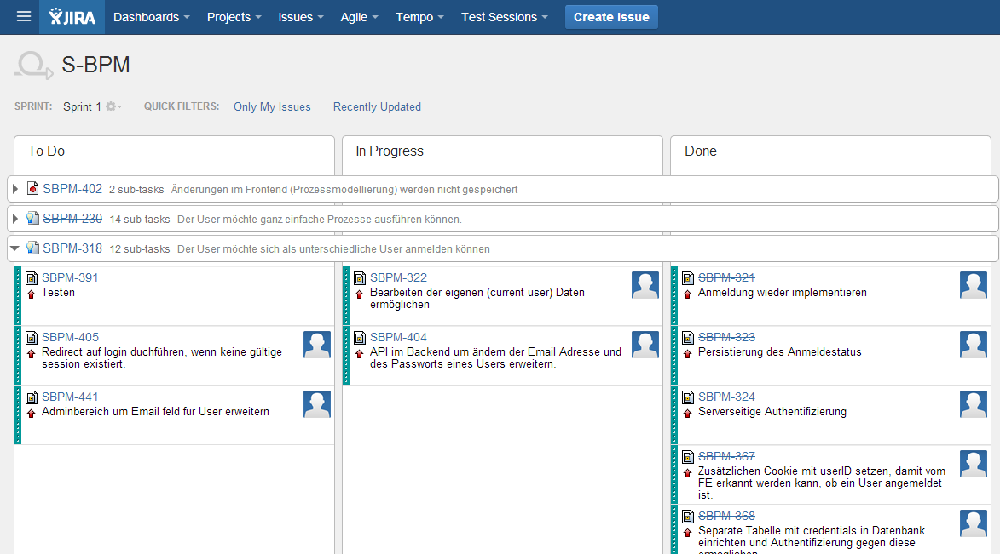 JIRA Dashboards Projects Issues Agile Tempo Test Sessions Create Issue
S-BPM
SPRINT: Sprint 1 QUICK FILTERS: Only My Issues Recently Updated
To Do In Progress Done
SBPM-402 2 sub-tasks Änderungen im Frontend (Prozessmodellierung) werden nicht gespeichert
SBPM-230 14 sub-tasks Der User möchte ganz einfache Prozesse ausführen können.
SBPM-318 12 sub-tasks Der User möchte sich als unterschiedliche User anmelden können
SBPM-391
Testen
SBPM-405
Redirect auf login duchführen, wenn keine gültige
session existiert.
SBPM-441
Adminbereich um Email feld für User erweitern
SBPM-322
Bearbeiten der eigenen (current user) Daten
ermöglichen
SBPM-404
API im Backend um ändern der Email Adresse und
des Passworts eines Users erweitern.
SBPM-321
Anmeldung wieder implementieren
SBPM-323
Persistierung des Anmeldestatus
SBPM-324
Serverseitige Authentifizierung
SBPM-367
Zusätzlichen Cookie mit userID setzen, damit vom
FE erkannt werden kann, ob ein User angemeldet
ist.
SBPM-368
Separate Tabelle mit credentials in Datenbank
einrichten und Authentifizierung gegen diese
ermöglichen